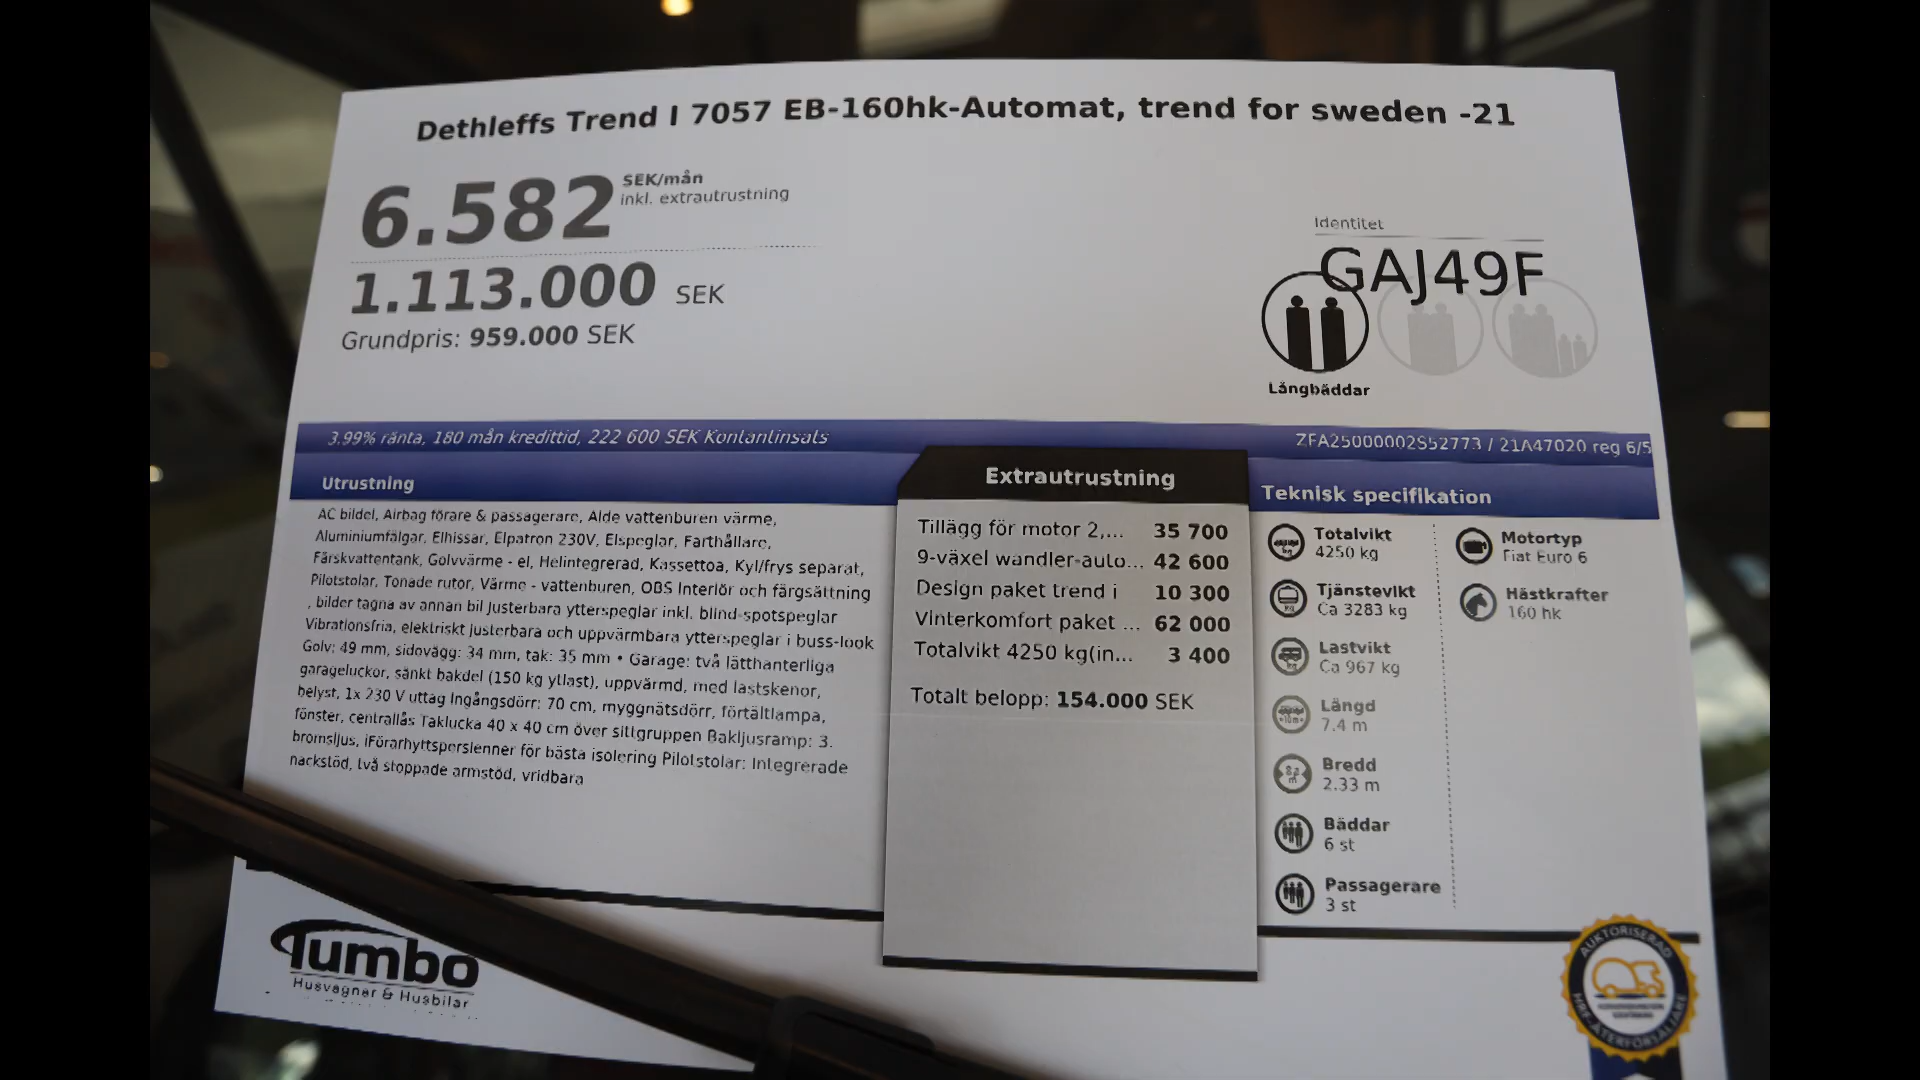 Dethleffs Trend I 7057 EB-160hk-Automat, trend for sweden -21
6.582 SEK/mån
inkl. extrautrustning
1.113.000 SEK
Grundpris: 959.000 SEK
Identitet
GAJ49F
Långbäddar
3.99% ränta, 180 mån kredittid, 222 600 SEK Kontantinsats
ZFA25000002S52773 / 21A47020 reg 6/5
Utrustning
AC bildel, Airbag förare & passagerare, Alde vattenburen värme,
Aluminiumfälgar, Elhissar, Elpatron 230V, Elspeglar, Farthållare,
Färskvattentank, Golvvärme - el, Helintegrerad, Kassettoa, Kyl/frys separat,
Pilotstolar, Tonade rutor, Värme - vattenburen, OBS Interiör och färgsättning
, bilder tagna av annan bil Justerbara ytterspeglar inkl. blind-spotspeglar
Vibrationsfria, elektriskt justerbara och uppvärmbara ytterspeglar i buss-look
Golv: 49 mm, sidovägg: 34 mm, tak: 35 mm • Garage: två lätthanterliga
garageluckor, sänkt bakdel (150 kg yllast), uppvärmd, med lastskenor,
belyst, 1x 230 V uttag Ingångsdörr: 70 cm, myggnätsdörr, förtältlampa,
fönster, centrallås Taklucka 40 x 40 cm över sittgruppen Bakljusramp: 3.
bromsljus, iFörarhyttspersienner för bästa isolering Pilotstolar: Integrerade
nackstöd, två stoppade armstöd, vridbara
Extrautrustning
Tillägg för motor 2,... 35 700
9-växel wandler-auto... 42 600
Design paket trend i 10 300
Vinterkomfort paket ... 62 000
Totalvikt 4250 kg(in... 3 400
Totalt belopp: 154.000 SEK
Teknisk specifikation
Totalvikt
4250 kg
Tjänstevikt
Ca 3283 kg
Lastvikt
Ca 967 kg
Längd
7.4 m
Bredd
2.33 m
Bäddar
6 st
Passagerare
3 st
Motortyp
Fiat Euro 6
Hästkrafter
160 hk
Tumbo
Husvagnar & Husbilar
AUKTORISERAD
MRF-ÅTERFÖRSÄLJARE